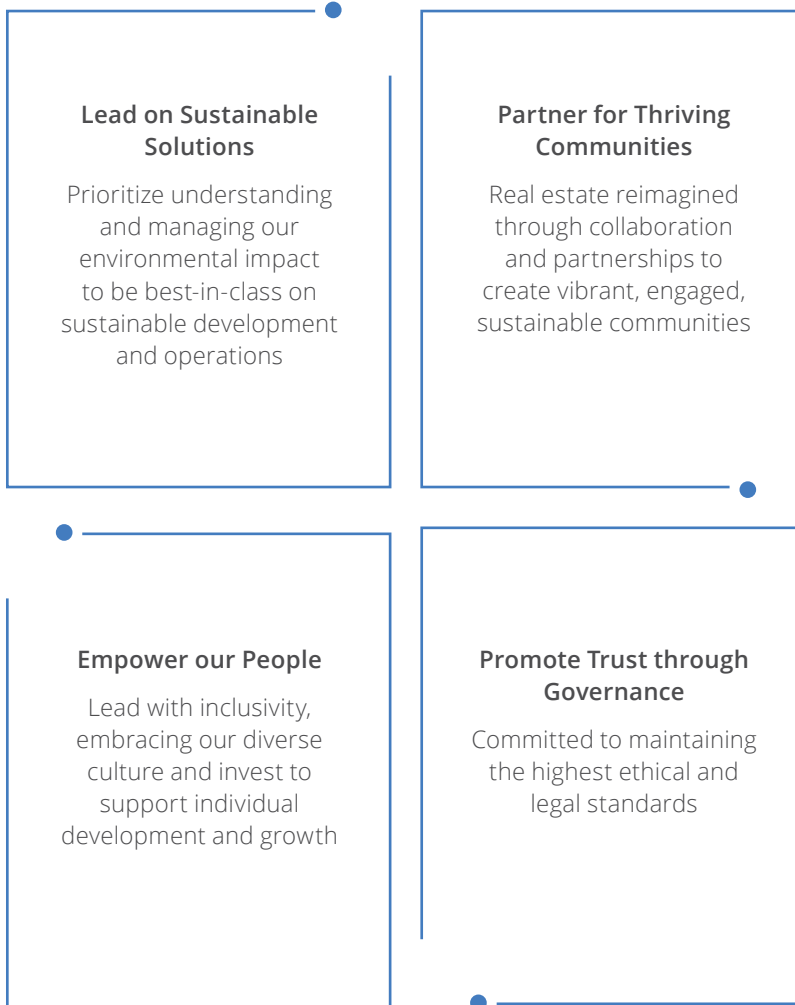 Lead on Sustainable
Solutions
Prioritize understanding
and managing our
environmental impact
to be best-in-class on
sustainable development
and operations
Partner for Thriving
Communities
Real estate reimagined
through collaboration
and partnerships to
create vibrant, engaged,
sustainable communities
Empower our People
Lead with inclusivity,
embracing our diverse
culture and invest to
support individual
development and growth
Promote Trust through
Governance
Committed to maintaining
the highest ethical and
legal standards